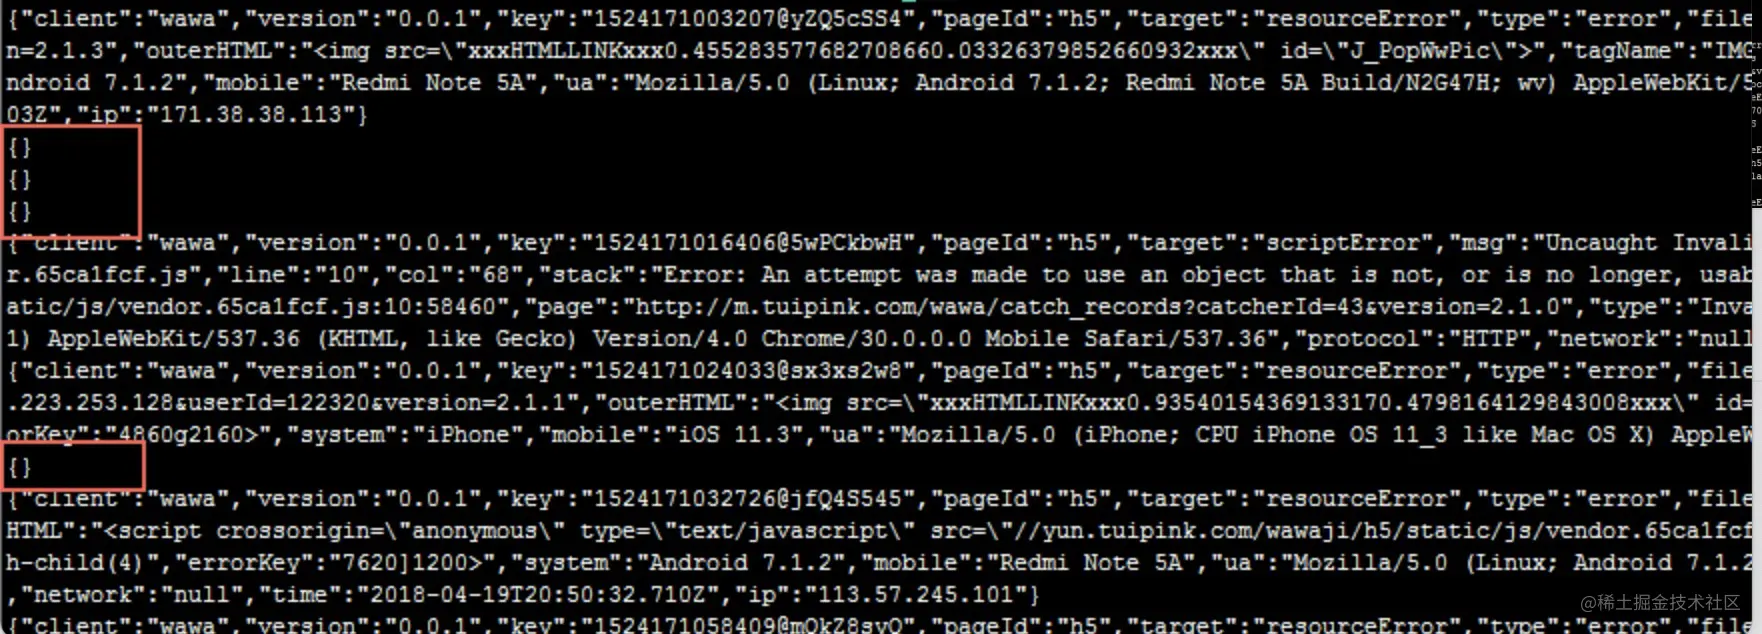 {"client":"wawa","version":"0.0.1","key":"1524171003207@yZQ5cSS4","pageId":"h5","target":"resourceError","type":"error","file
n=2.1.3","outerHTML":"<img src=\"xxxHTMLLINKxxx0.455283577682708660.03326379852660932xxx\" id=\"J_PopWwPic\">","tagName":"IMG
ndroid 7.1.2","mobile":"Redmi Note 5A","ua":"Mozilla/5.0 (Linux; Android 7.1.2; Redmi Note 5A Build/N2G47H; wv) AppleWebKit/5
03Z","ip":"171.38.38.113"}
{}
{}
{}
{"client":"wawa","version":"0.0.1","key":"1524171016406@5wPCkbwH","pageId":"h5","target":"scriptError","msg":"Uncaught Invali
r.65ca1fcf.js","line":"10","col":"68","stack":"Error: An attempt was made to use an object that is not, or is no longer, usab
atic/js/vendor.65ca1fcf.js:10:58460","page":"http://m.tuipink.com/wawa/catch_records?catcherId=43&version=2.1.0","type":"Inva
1) AppleWebKit/537.36 (KHTML, like Gecko) Version/4.0 Chrome/30.0.0.0 Mobile Safari/537.36","protocol":"HTTP","network":"null
{"client":"wawa","version":"0.0.1","key":"1524171024033@sx3xs2w8","pageId":"h5","target":"resourceError","type":"error","file
.223.253.128&userId=122320&version=2.1.1","outerHTML":"<img src=\"xxxHTMLLINKxxx0.93540154369133170.4798164129843008xxx\" id=
orKey":"4860g2160>","system":"iPhone","mobile":"iOS 11.3","ua":"Mozilla/5.0 (iPhone; CPU iPhone OS 11_3 like Mac OS X) AppleW
{}
{"client":"wawa","version":"0.0.1","key":"1524171032726@jfQ4S545","pageId":"h5","target":"resourceError","type":"error","file
HTML":"<script crossorigin=\"anonymous\" type=\"text/javascript\" src=\"//yun.tuipink.com/wawaji/h5/static/js/vendor.65ca1fcf
h-child(4)","errorKey":"7620]1200>","system":"Android 7.1.2","mobile":"Redmi Note 5A","ua":"Mozilla/5.0 (Linux; Android 7.1.2
,"network":"null","time":"2018-04-19T20:50:32.710Z","ip":"113.57.245.101"}
{"client":"wawa","version":"0.0.1","key":"1524171058409@mQkZ8svQ","pageId":"h5","target":"resourceError","type":"error","file
@稀土掘金技术社区